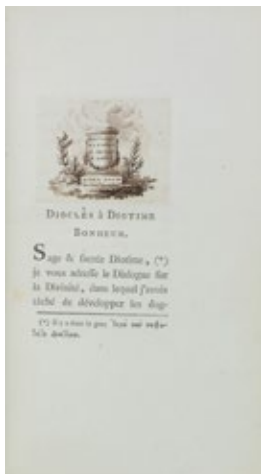 DIOCLÈS à DIOTIME
BONHEUR.
Sage & sacrée Diotime, (*)
je vous adresse le Dialogue sur
la Divinité, dans lequel j'avois
tâché de développer les dog-
(*) Il y a dans le grec